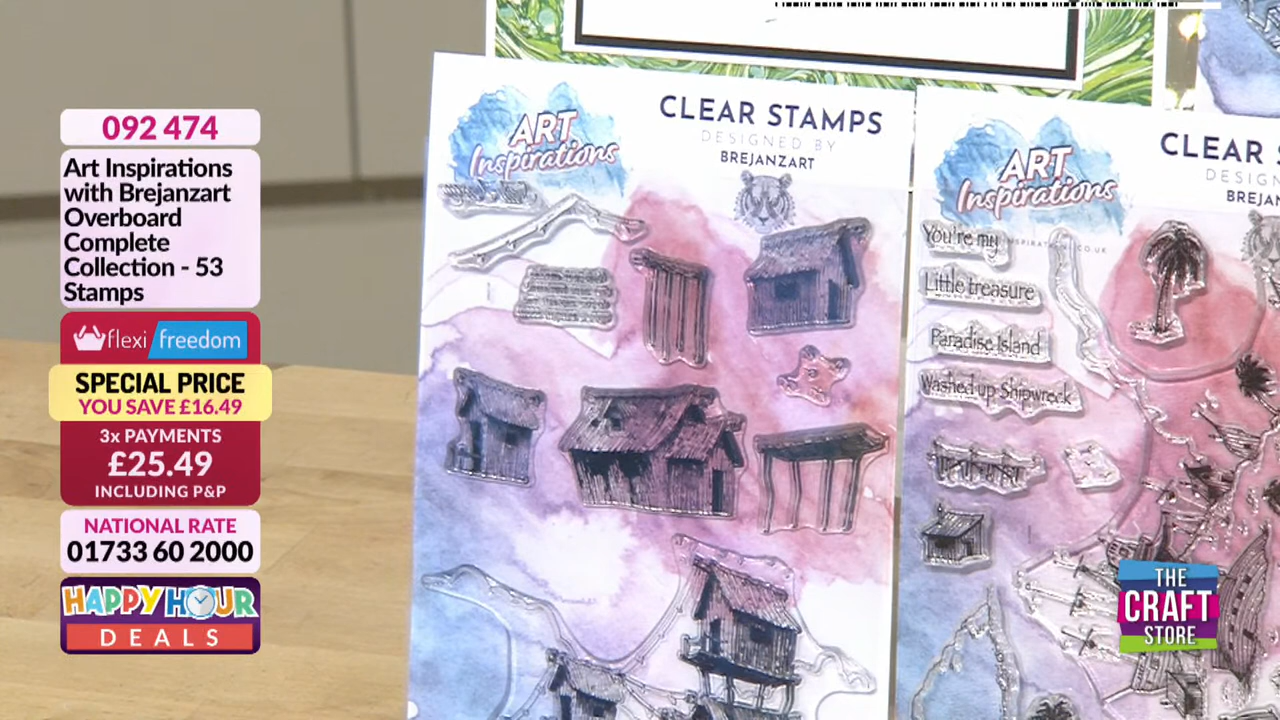 092 474
Art Inspirations
with Brejanzart
Overboard
Complete
Collection - 53
Stamps
flexi freedom
SPECIAL PRICE
YOU SAVE £16.49
3x PAYMENTS
£25.49
INCLUDING P&P
NATIONAL RATE
01733 60 2000
HAPPY HOUR
DEALS
ART
Inspirations
CLEAR STAMPS
DESIGNED BY
BREJANZART
ART
Inspirations
CLEAR
You're my
Little treasure
Paradise Island
Washed up Shipwreck
THE
CRAFT
STORE